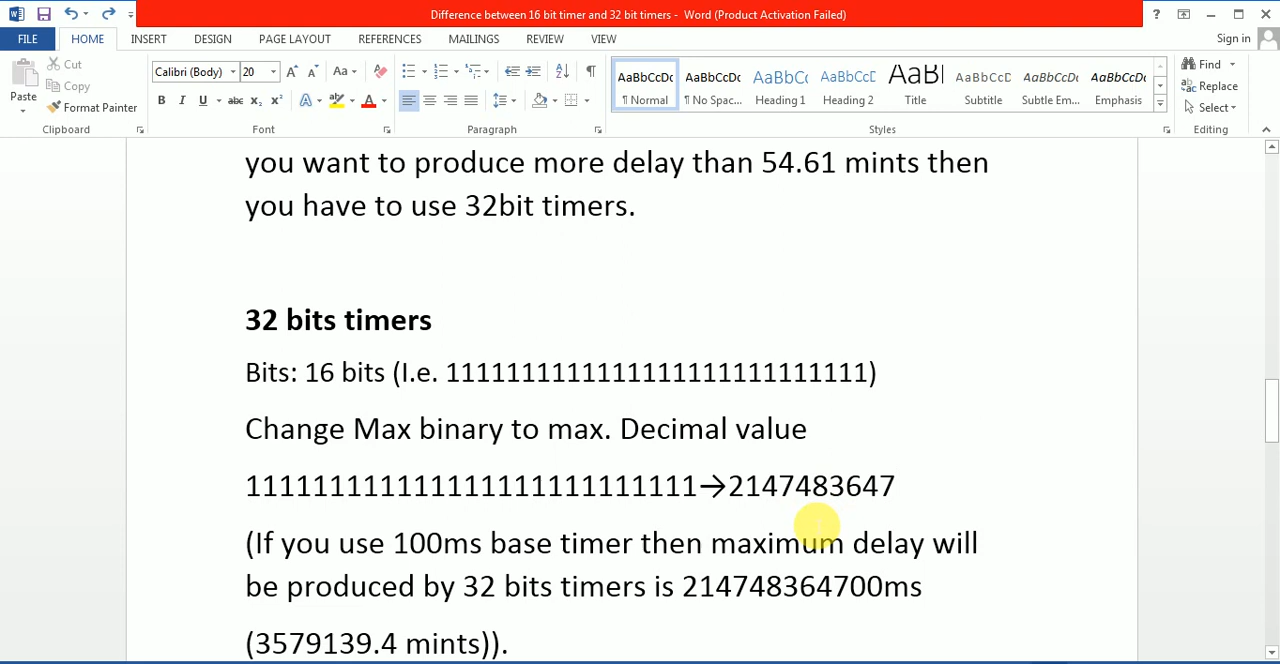 Difference between 16 bit timer and 32 bit timers - Word (Product Activation Failed)
?
Sign in
FILE HOME INSERT DESIGN PAGE LAYOUT REFERENCES MAILINGS REVIEW VIEW
Paste
Cut
Copy
Format Painter
Clipboard
Calibri (Body) 20
Font
Paragraph
AaBbCcDc AaBbCcDc AaBbCc AaBbCcD AaBl AaBbCcD AaBbCcDc AaBbCcDc
¶ Normal ¶ No Spac... Heading 1 Heading 2 Title Subtitle Subtle Em... Emphasis
Styles
Find
Replace
Select
Editing
you want to produce more delay than 54.61 mints then
you have to use 32bit timers.
32 bits timers
Bits: 16 bits (I.e. 1111111111111111111111111111)
Change Max binary to max. Decimal value
1111111111111111111111111111→2147483647
(If you use 100ms base timer then maximum delay will
be produced by 32 bits timers is 214748364700ms
(3579139.4 mints)).